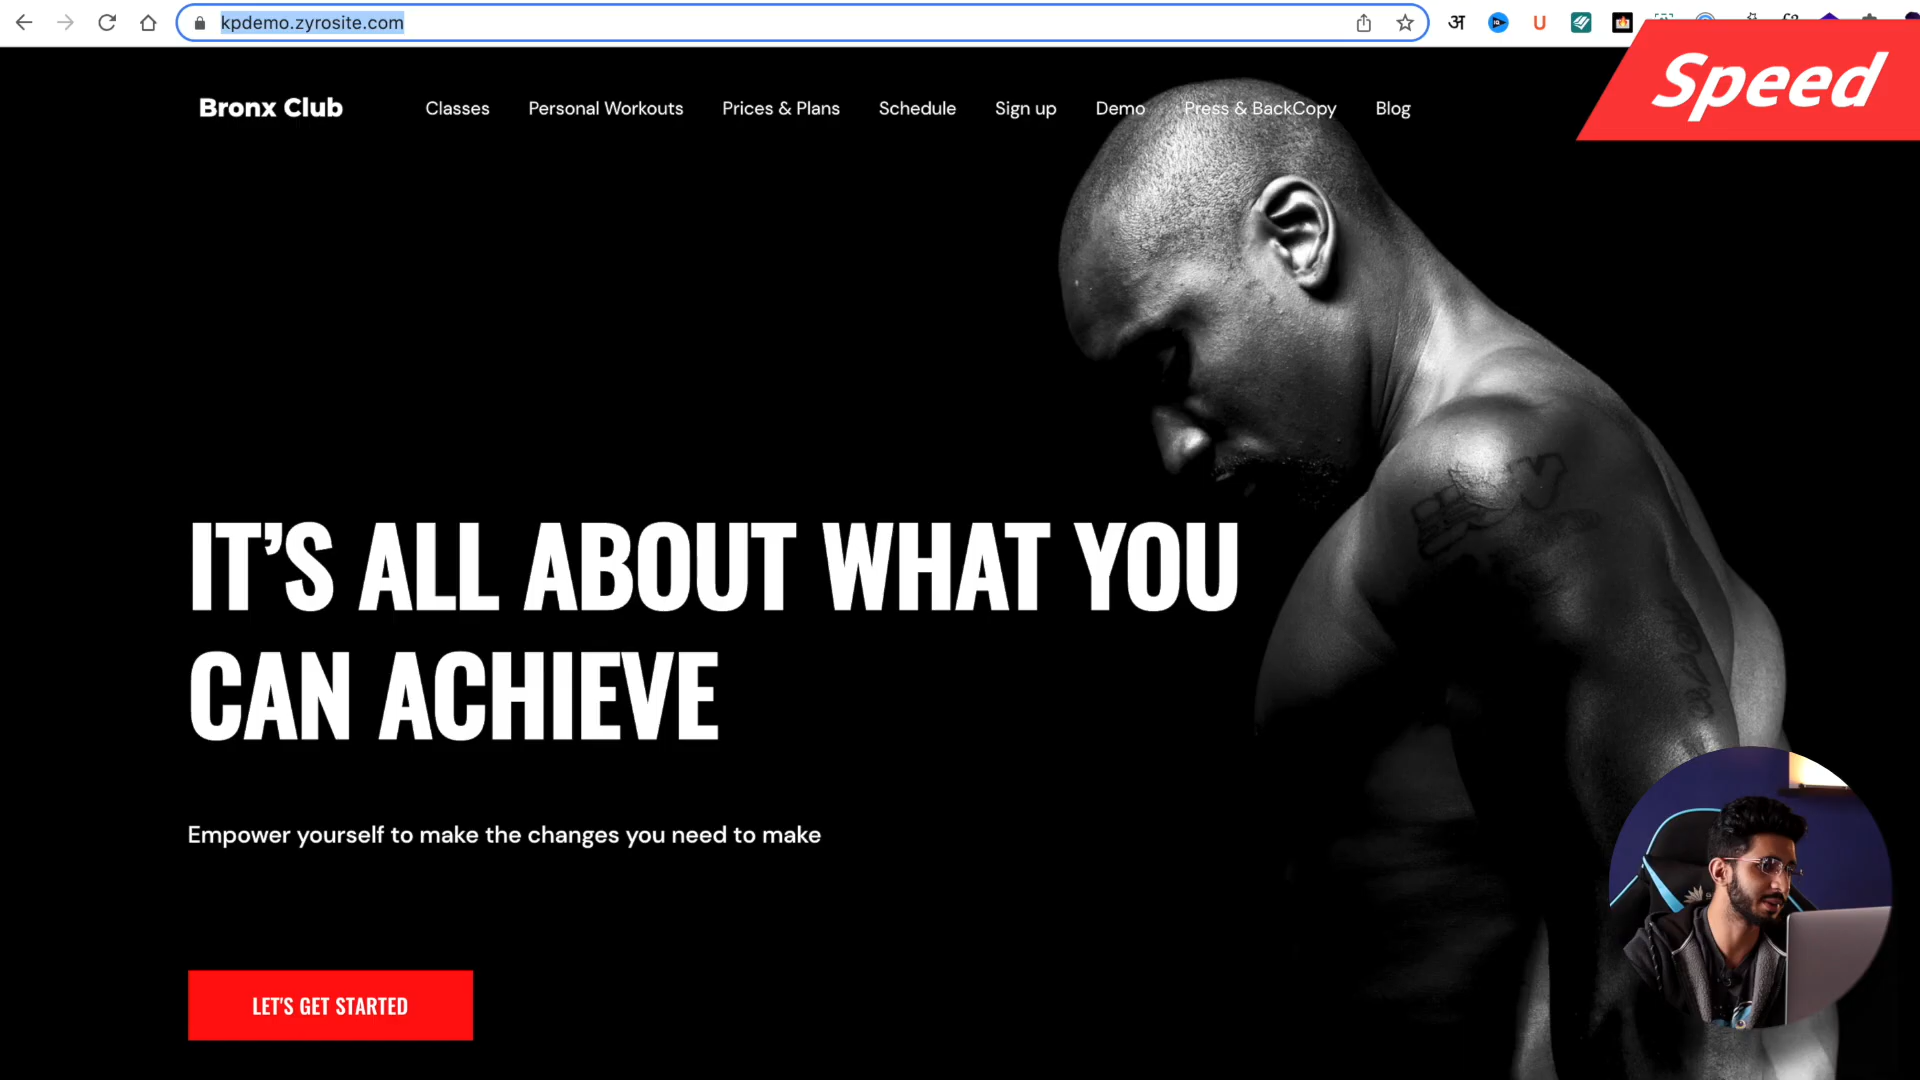 kpdemo.zyrosite.com
अ
U
Speed
Bronx Club
Classes
Personal Workouts
Prices & Plans
Schedule
Sign up
Demo
Press & BackCopy
Blog
IT’S ALL ABOUT WHAT YOU
CAN ACHIEVE
Empower yourself to make the changes you need to make
LET'S GET STARTED